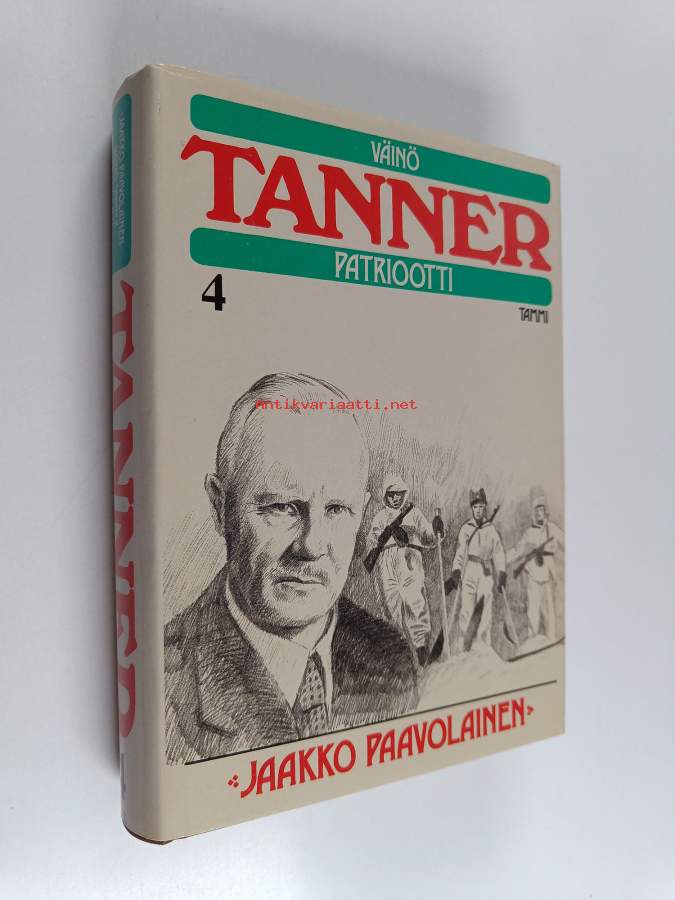 VÄINÖ
TANNER
PATRIOOTTI
4
TAMMI
Antikvariaatti.net
JAAKKO PAAVOLAINEN
JAAKKO PAAVOLAINEN
TANNER